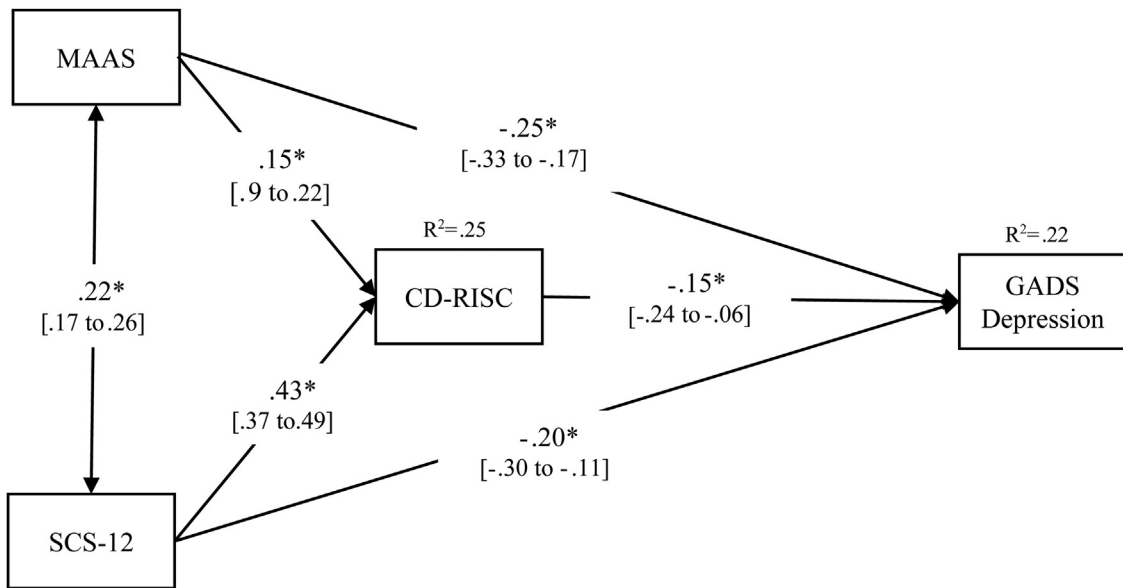 MAAS
-.25*
[-.33 to -.17]
.15*
[.9 to .22]
R²=.25
R²=.22
CD-RISC
-.15*
[-.24 to -.06]
GADS
Depression
.22*
[.17 to .26]
.43*
[.37 to.49]
-.20*
[-.30 to -.11]
SCS-12